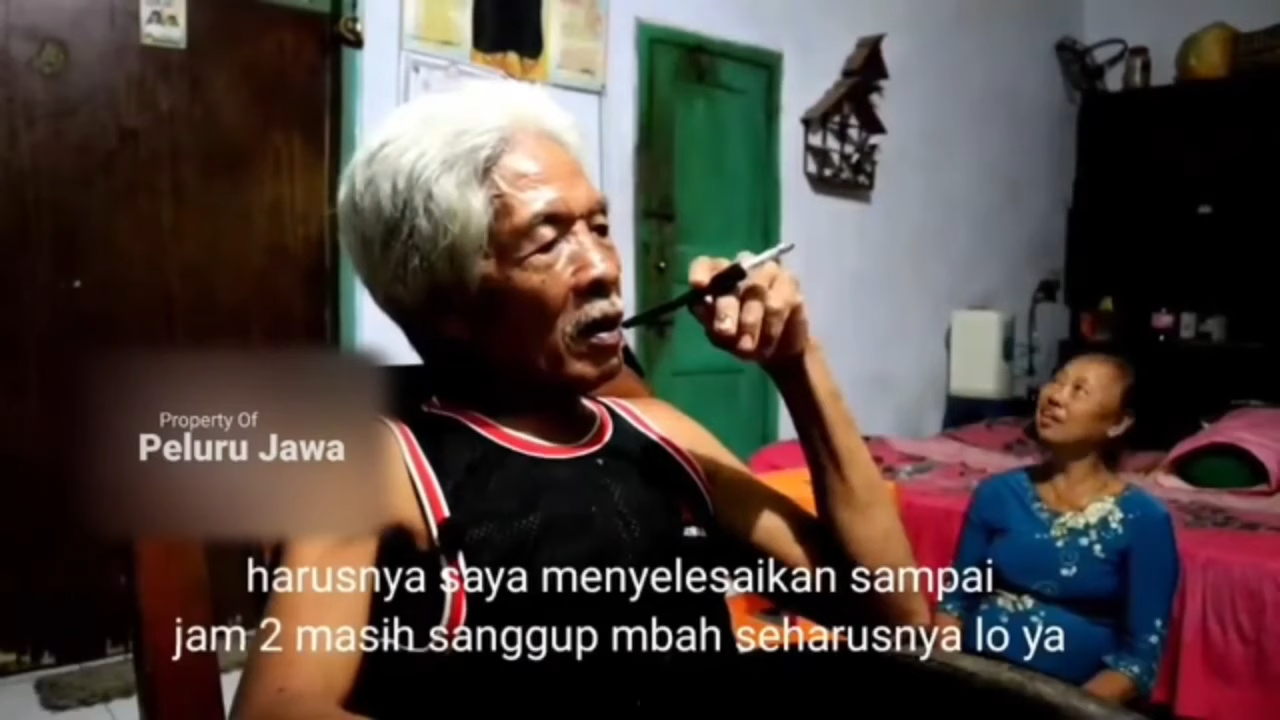 Property Of
Peluru Jawa
harusnya saya menyelesaikan sampai
jam 2 masih sanggup mbah seharusnya lo ya